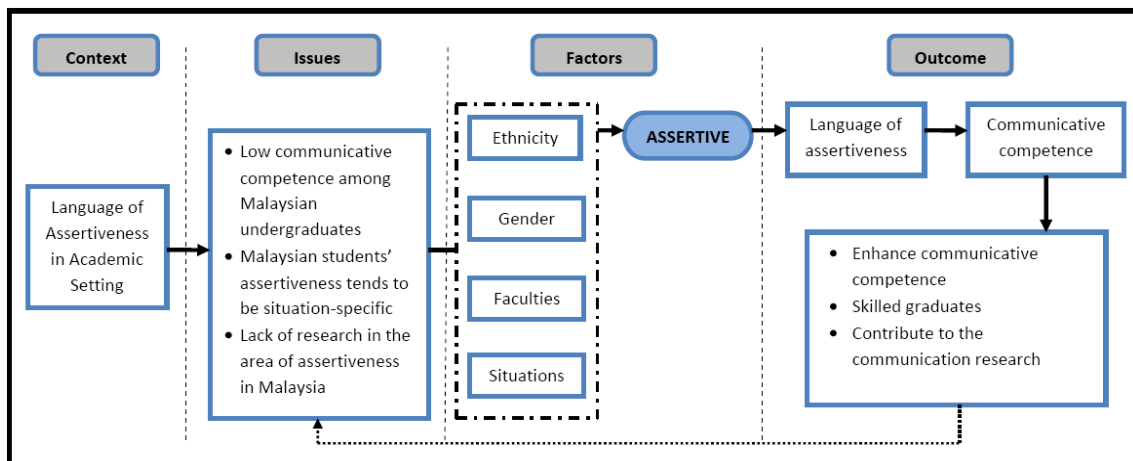 Context
Issues
Factors
Outcome
Language of
Assertiveness
in Academic
Setting
• Low communicative
competence among
Malaysian
undergraduates
• Malaysian students’
assertiveness tends to
be situation-specific
• Lack of research in the
area of assertiveness
in Malaysia
Ethnicity
Gender
Faculties
Situations
ASSERTIVE
Language of
assertiveness
Communicative
competence
• Enhance communicative
competence
• Skilled graduates
• Contribute to the
communication research